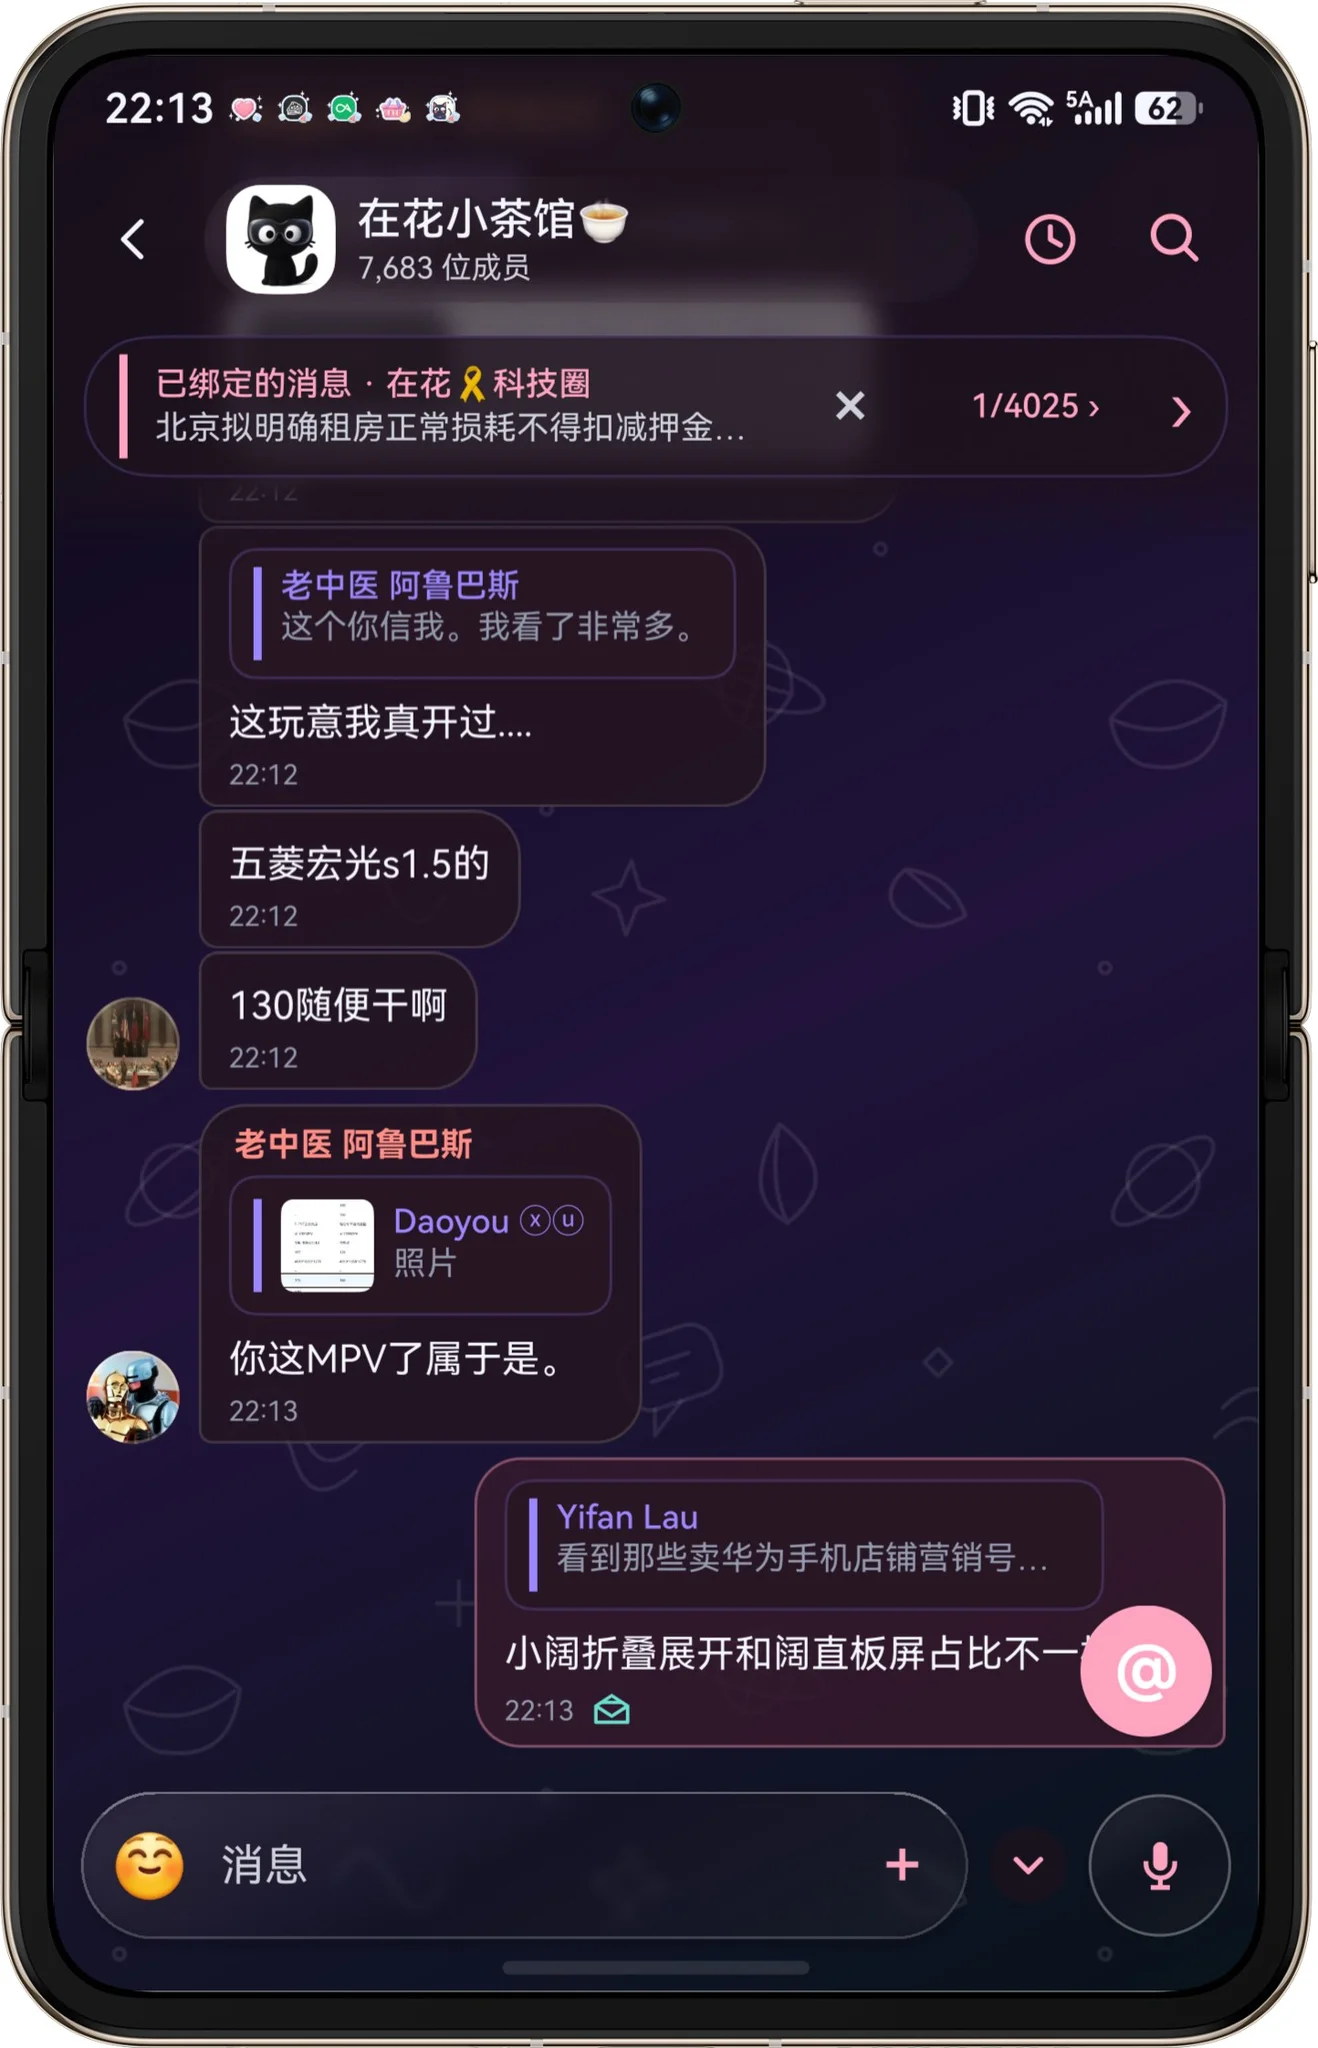 22:13
5A
62
在花小茶馆🍵
7,683 位成员
已绑定的消息 · 在花🎗科技圈
北京拟明确租房正常损耗不得扣减押金...
1/4025 ›
22:12
老中医 阿鲁巴斯
这个你信我。我看了非常多。
这玩意我真开过....
22:12
五菱宏光s1.5的
22:12
130随便干啊
22:12
老中医 阿鲁巴斯
Daoyou ⓧⓤ
照片
你这MPV了属于是。
22:13
Yifan Lau
看到那些卖华为手机店铺营销号...
小阔折叠展开和阔直板屏占比不一
22:13
@
消息